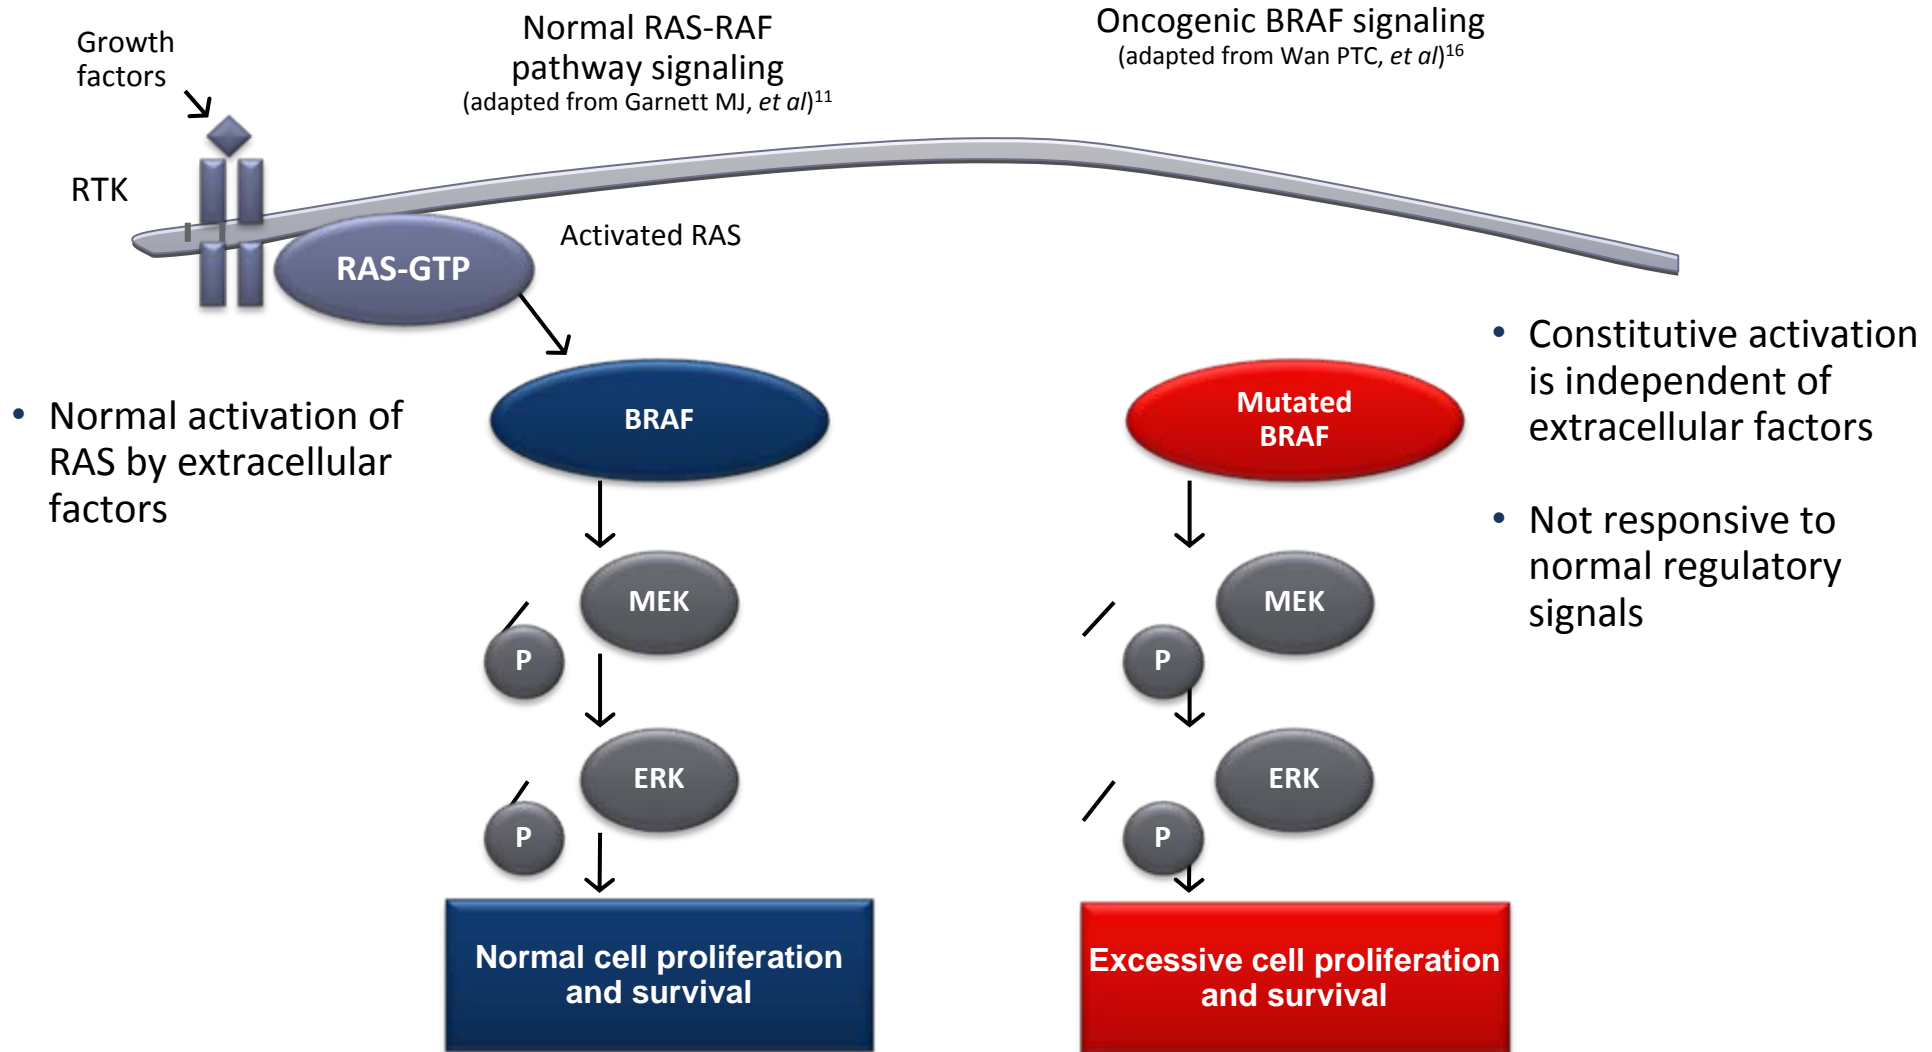 Growth
factors
Normal RAS-RAF
pathway signaling
(adapted from Garnett MJ, et al)11
Oncogenic BRAF signaling
(adapted from Wan PTC, et al)16
RTK
RAS-GTP
Activated RAS
• Normal activation of
RAS by extracellular
factors
BRAF
MEK
P
ERK
P
Normal cell proliferation
and survival
Mutated
BRAF
MEK
P
ERK
P
Excessive cell proliferation
and survival
• Constitutive activation
is independent of
extracellular factors
• Not responsive to
normal regulatory
signals